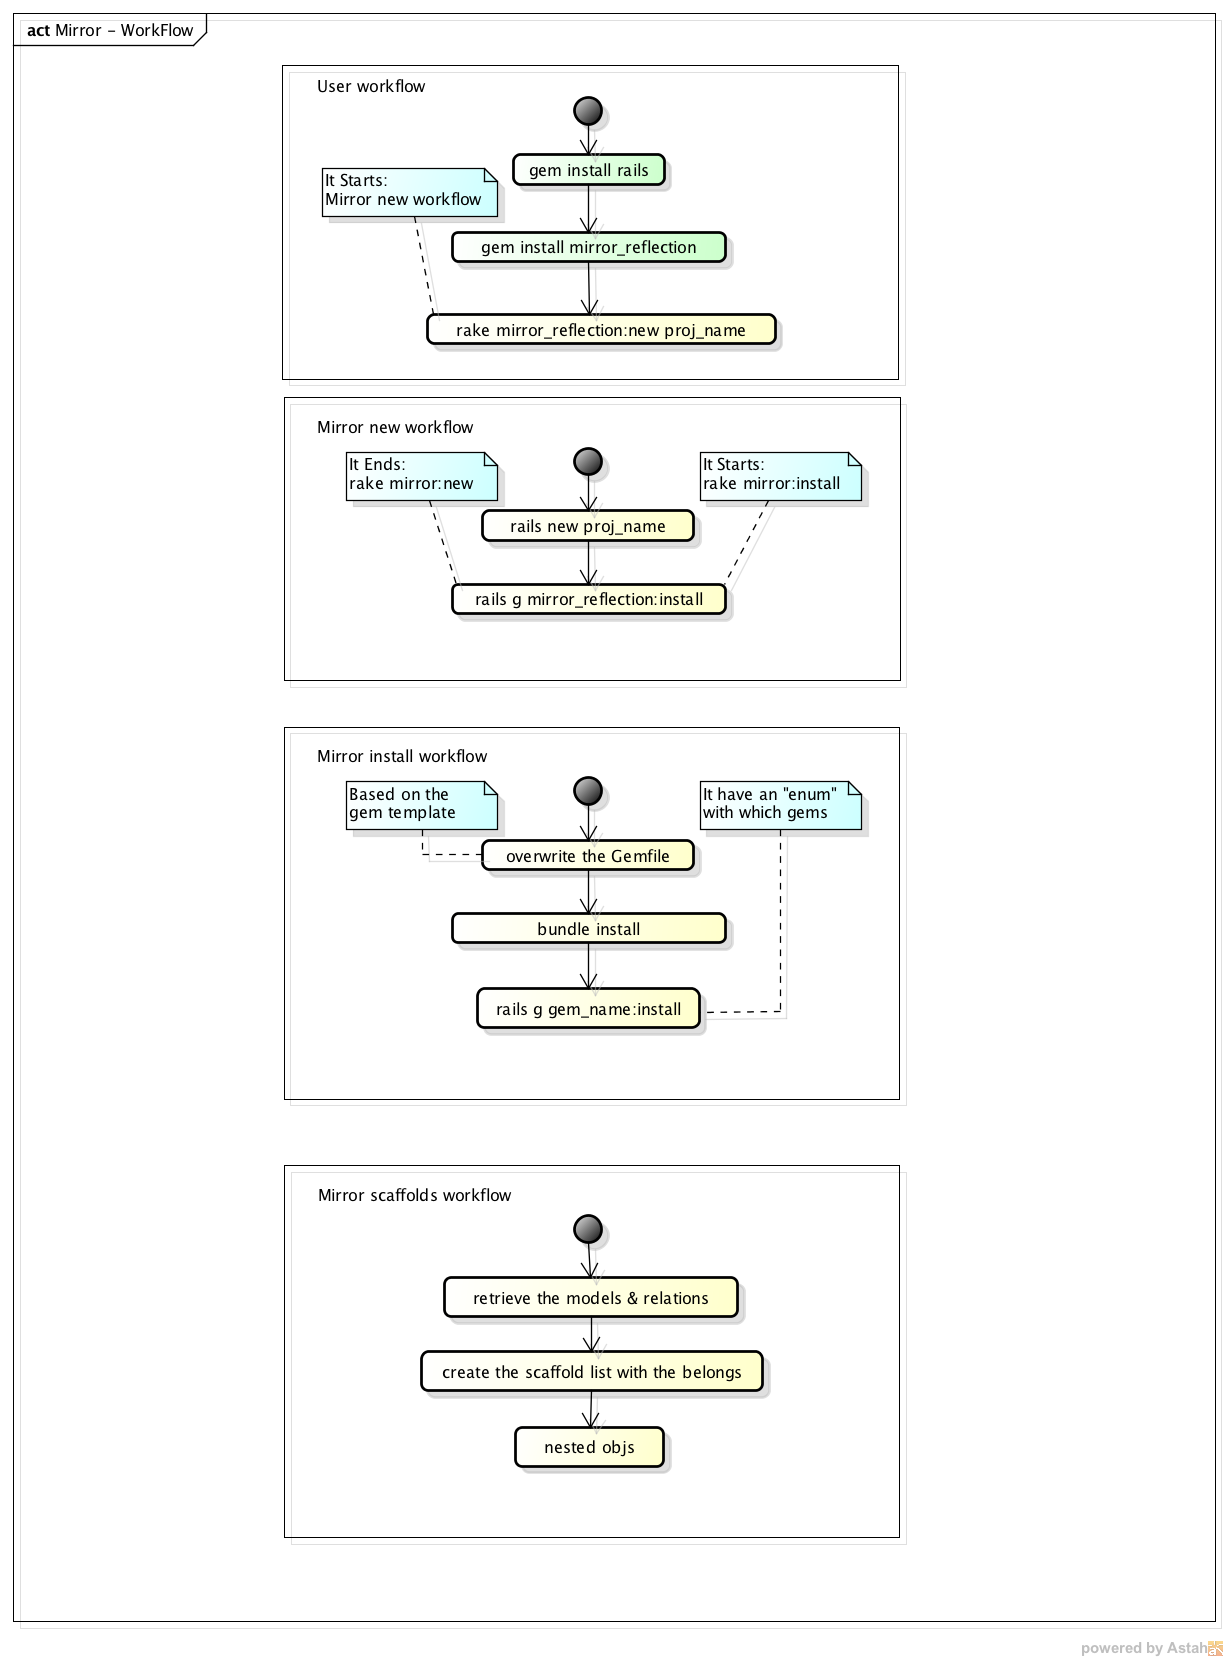 act Mirror - WorkFlow
User workflow
gem install rails
It Starts:
Mirror new workflow
gem install mirror_reflection
rake mirror_reflection:new proj_name
Mirror new workflow
It Ends:
rake mirror:new
It Starts:
rake mirror:install
rails new proj_name
rails g mirror_reflection:install
Mirror install workflow
Based on the
gem template
It have an "enum"
with which gems
overwrite the Gemfile
bundle install
rails g gem_name:install
Mirror scaffolds workflow
retrieve the models & relations
create the scaffold list with the belongs
nested objs
powered by Astah